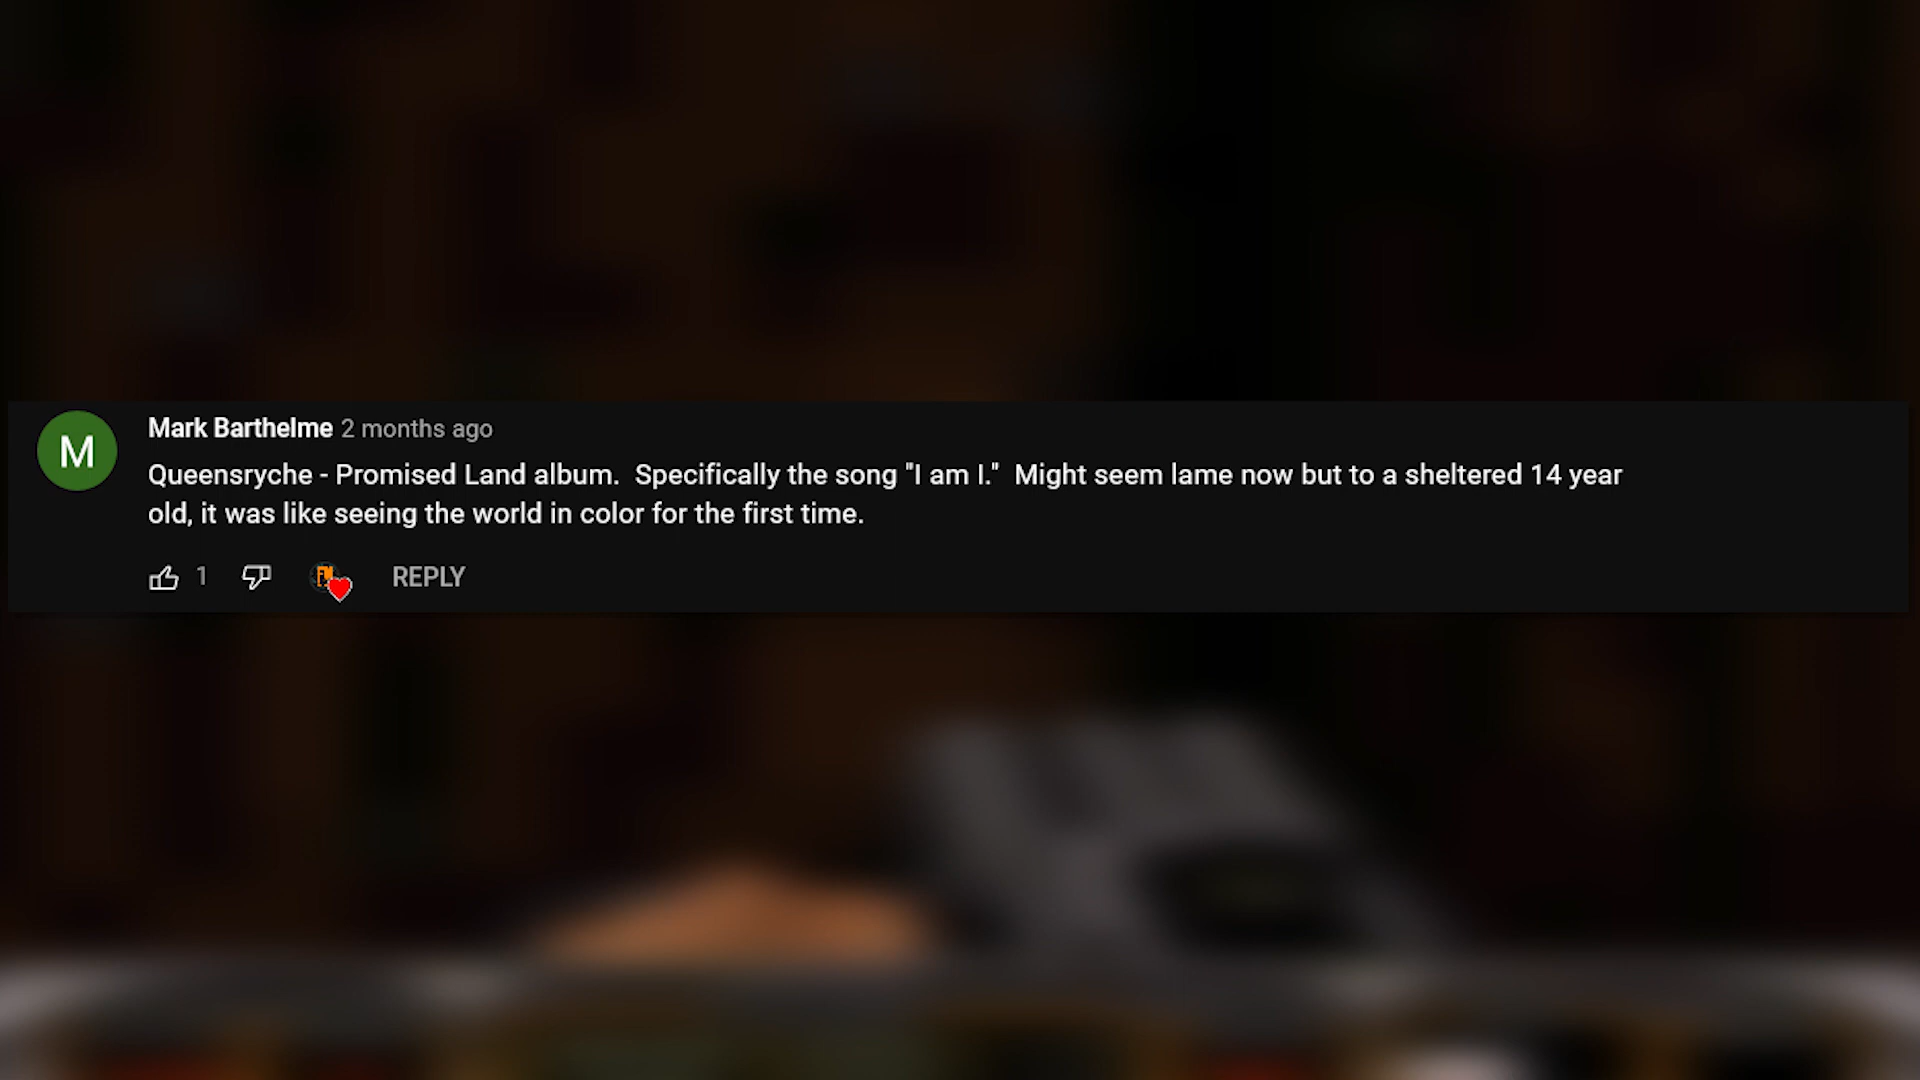 M
Mark Barthelme 2 months ago
Queensryche - Promised Land album.  Specifically the song "I am I."  Might seem lame now but to a sheltered 14 year
old, it was like seeing the world in color for the first time.
1 FM REPLY